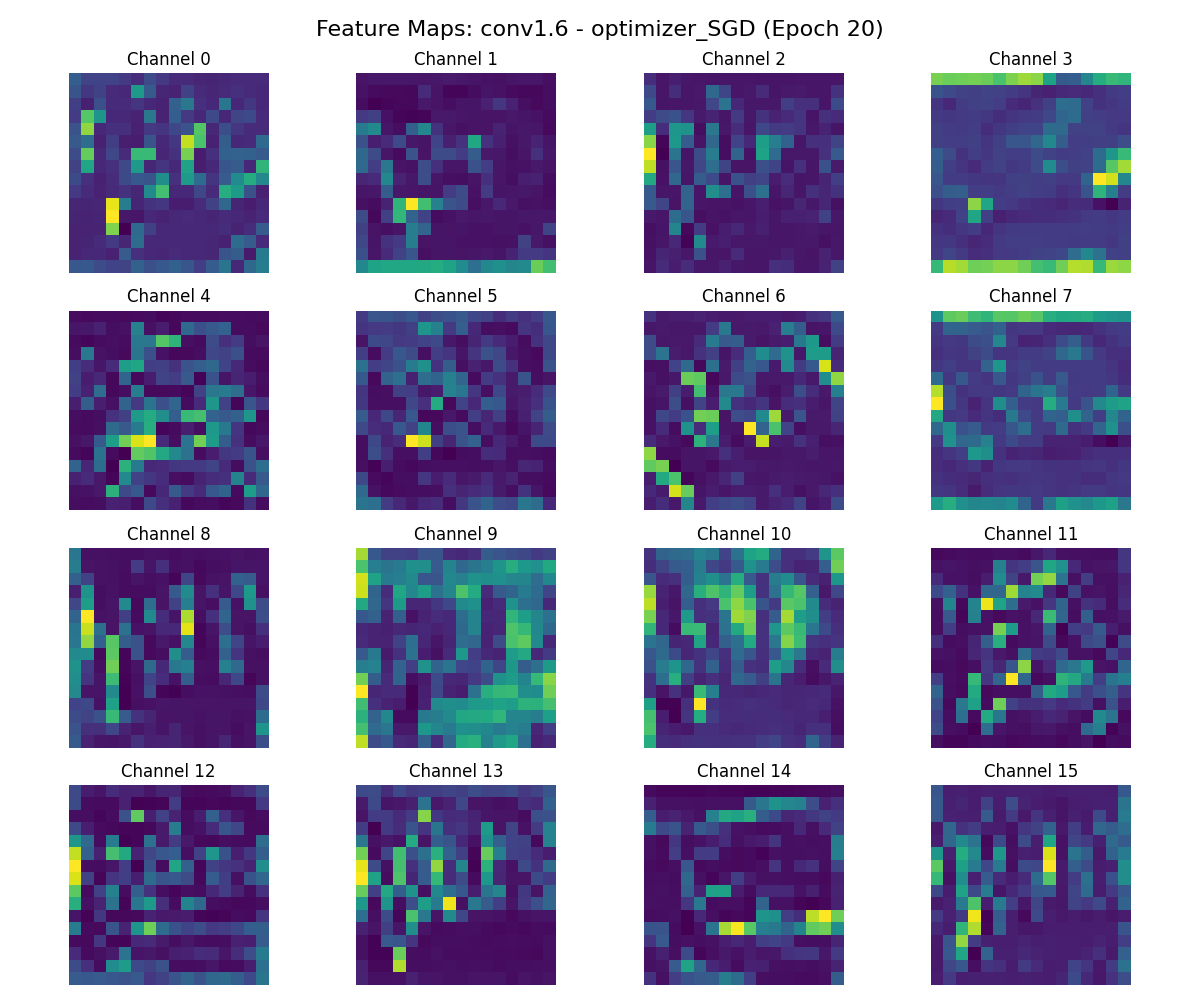 Feature Maps: conv1.6 - optimizer_SGD (Epoch 20)
Channel 0 Channel 1 Channel 2 Channel 3
Channel 4 Channel 5 Channel 6 Channel 7
Channel 8 Channel 9 Channel 10 Channel 11
Channel 12 Channel 13 Channel 14 Channel 15